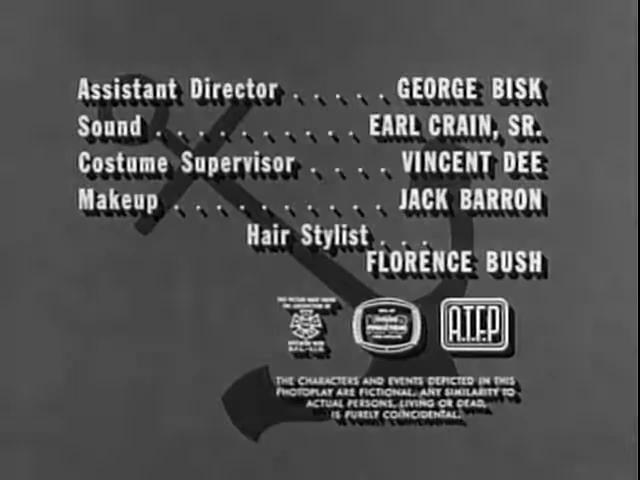 Assistant Director . . . . . GEORGE BISK
Sound . . . . . . . . . . EARL CRAIN, SR.
Costume Supervisor . . . . VINCENT DEE
Makeup . . . . . . . . . . JACK BARRON
Hair Stylist . . .
FLORENCE BUSH
A.T.F.P.
THE CHARACTERS AND EVENTS DEPICTED IN THIS
PHOTOPLAY ARE FICTIONAL. ANY SIMILARITY TO
ACTUAL PERSONS, LIVING OR DEAD,
IS PURELY COINCIDENTAL.